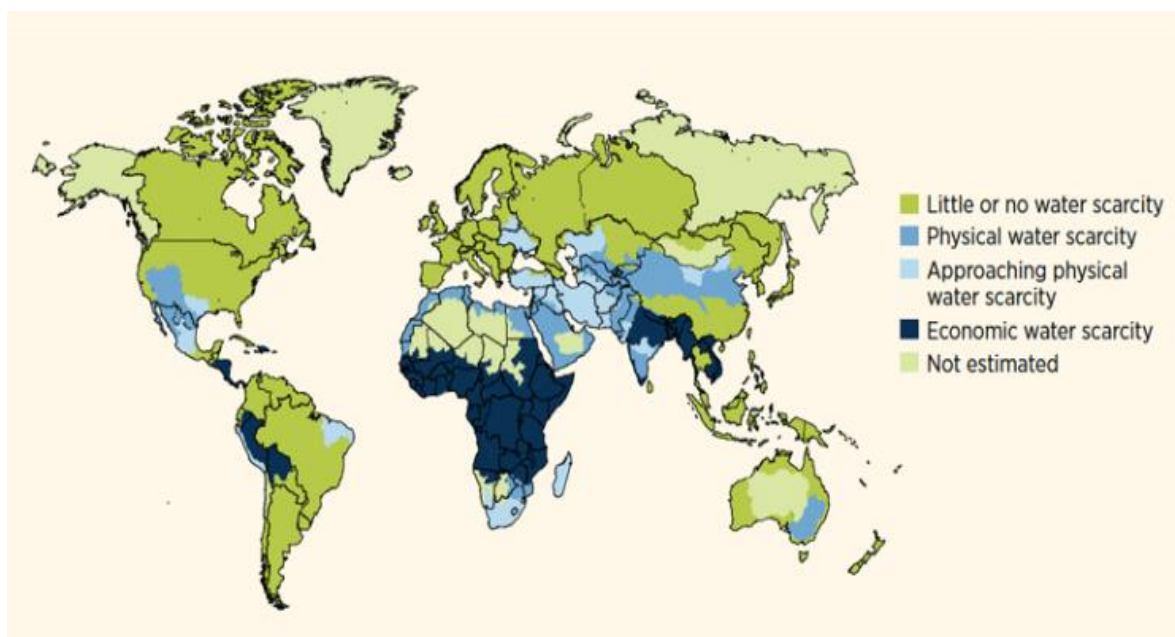 Little or no water scarcity
Physical water scarcity
Approaching physical
water scarcity
Economic water scarcity
Not estimated